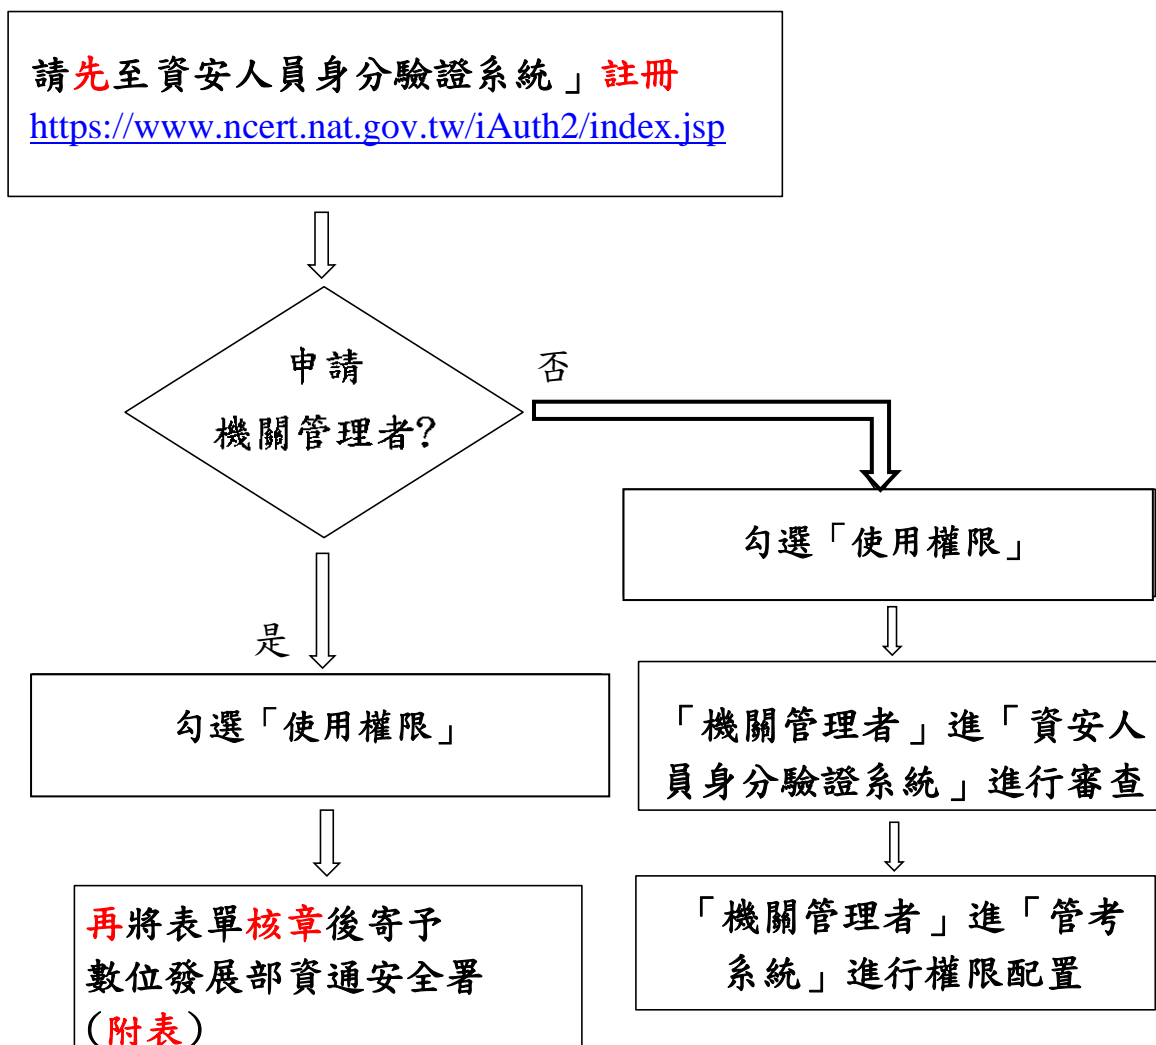 請先至資安人員身分驗證系統」註冊
https://www.ncert.nat.gov.tw/iAuth2/index.jsp
申請
機關管理者?
否
是
勾選「使用權限」
再將表單核章後寄予
數位發展部資通安全署
(附表)
勾選「使用權限」
「機關管理者」進「資安人
員身分驗證系統」進行審查
「機關管理者」進「管考
系統」進行權限配置